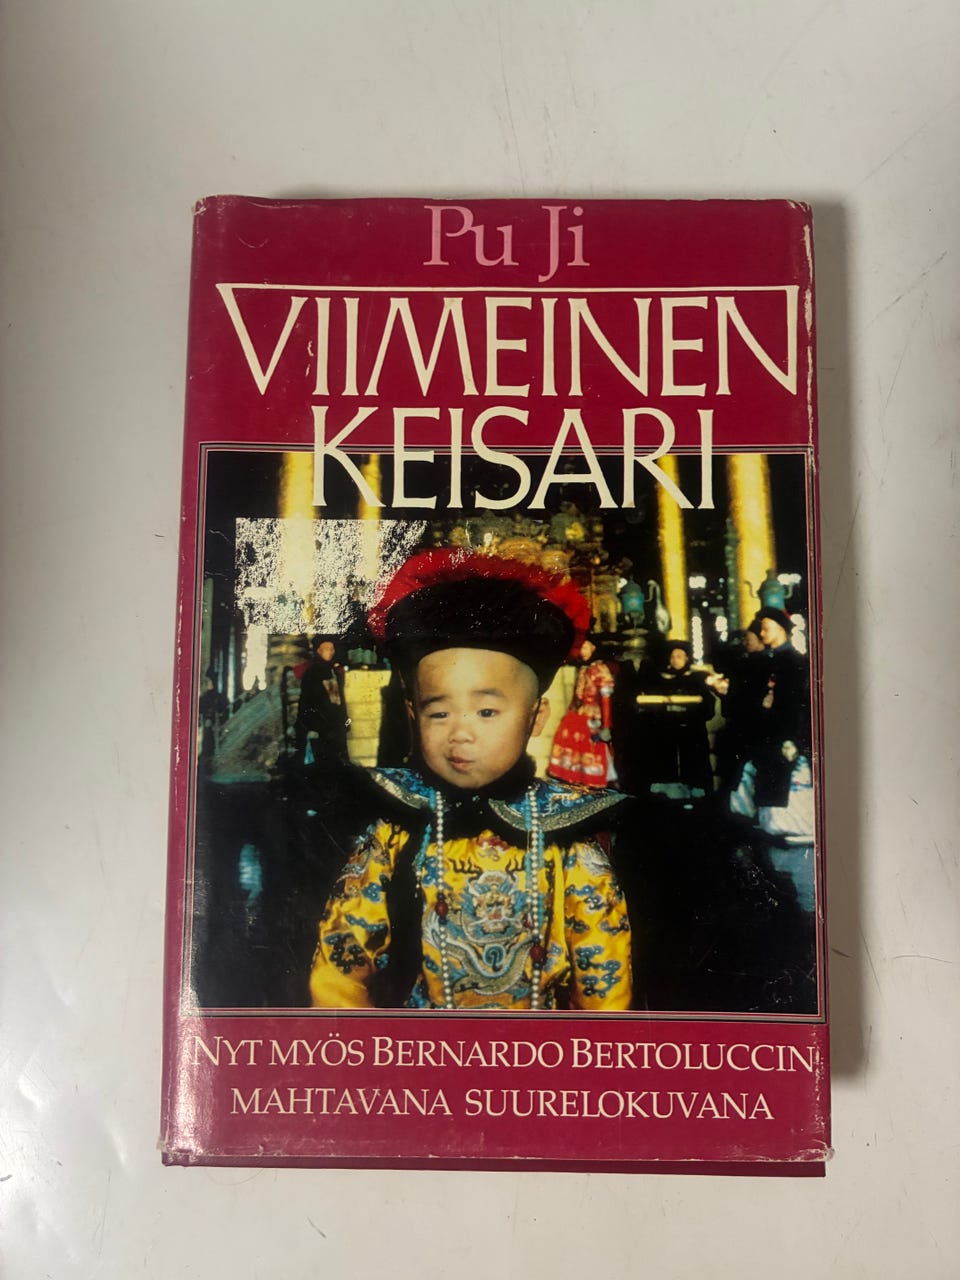 Pu Ji
VIIMEINEN
KEISARI
NYT MYÖS BERNARDO BERTOLUCCIN
MAHTAVANA SUURELOKUVANA